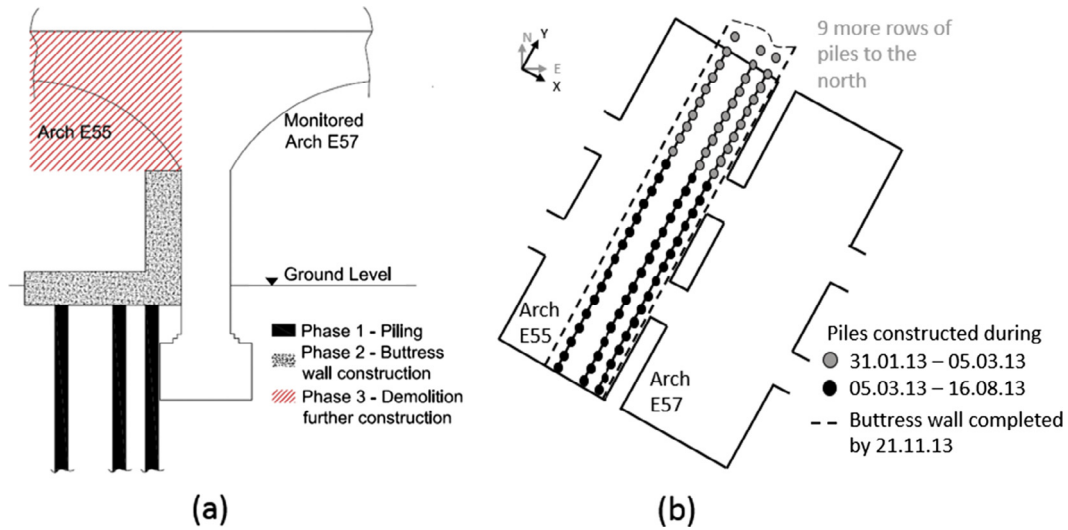 Arch E55
Monitored
Arch E57
Ground Level
Phase 1 - Piling
Phase 2 - Buttress
wall construction
Phase 3 - Demolition
further construction
(a)
N
Y
E
X
9 more rows of
piles to the
north
Arch
E55
Arch
E57
Piles constructed during
31.01.13 – 05.03.13
05.03.13 – 16.08.13
Buttress wall completed
by 21.11.13
(b)